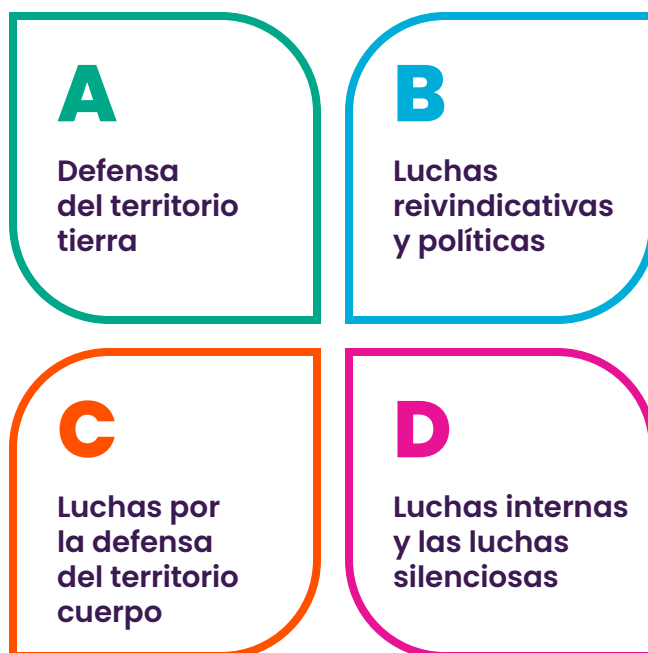 A
Defensa
del territorio
tierra
B
Luchas
reivindicativas
y políticas
C
Luchas por
la defensa
del territorio
cuerpo
D
Luchas internas
y las luchas
silenciosas